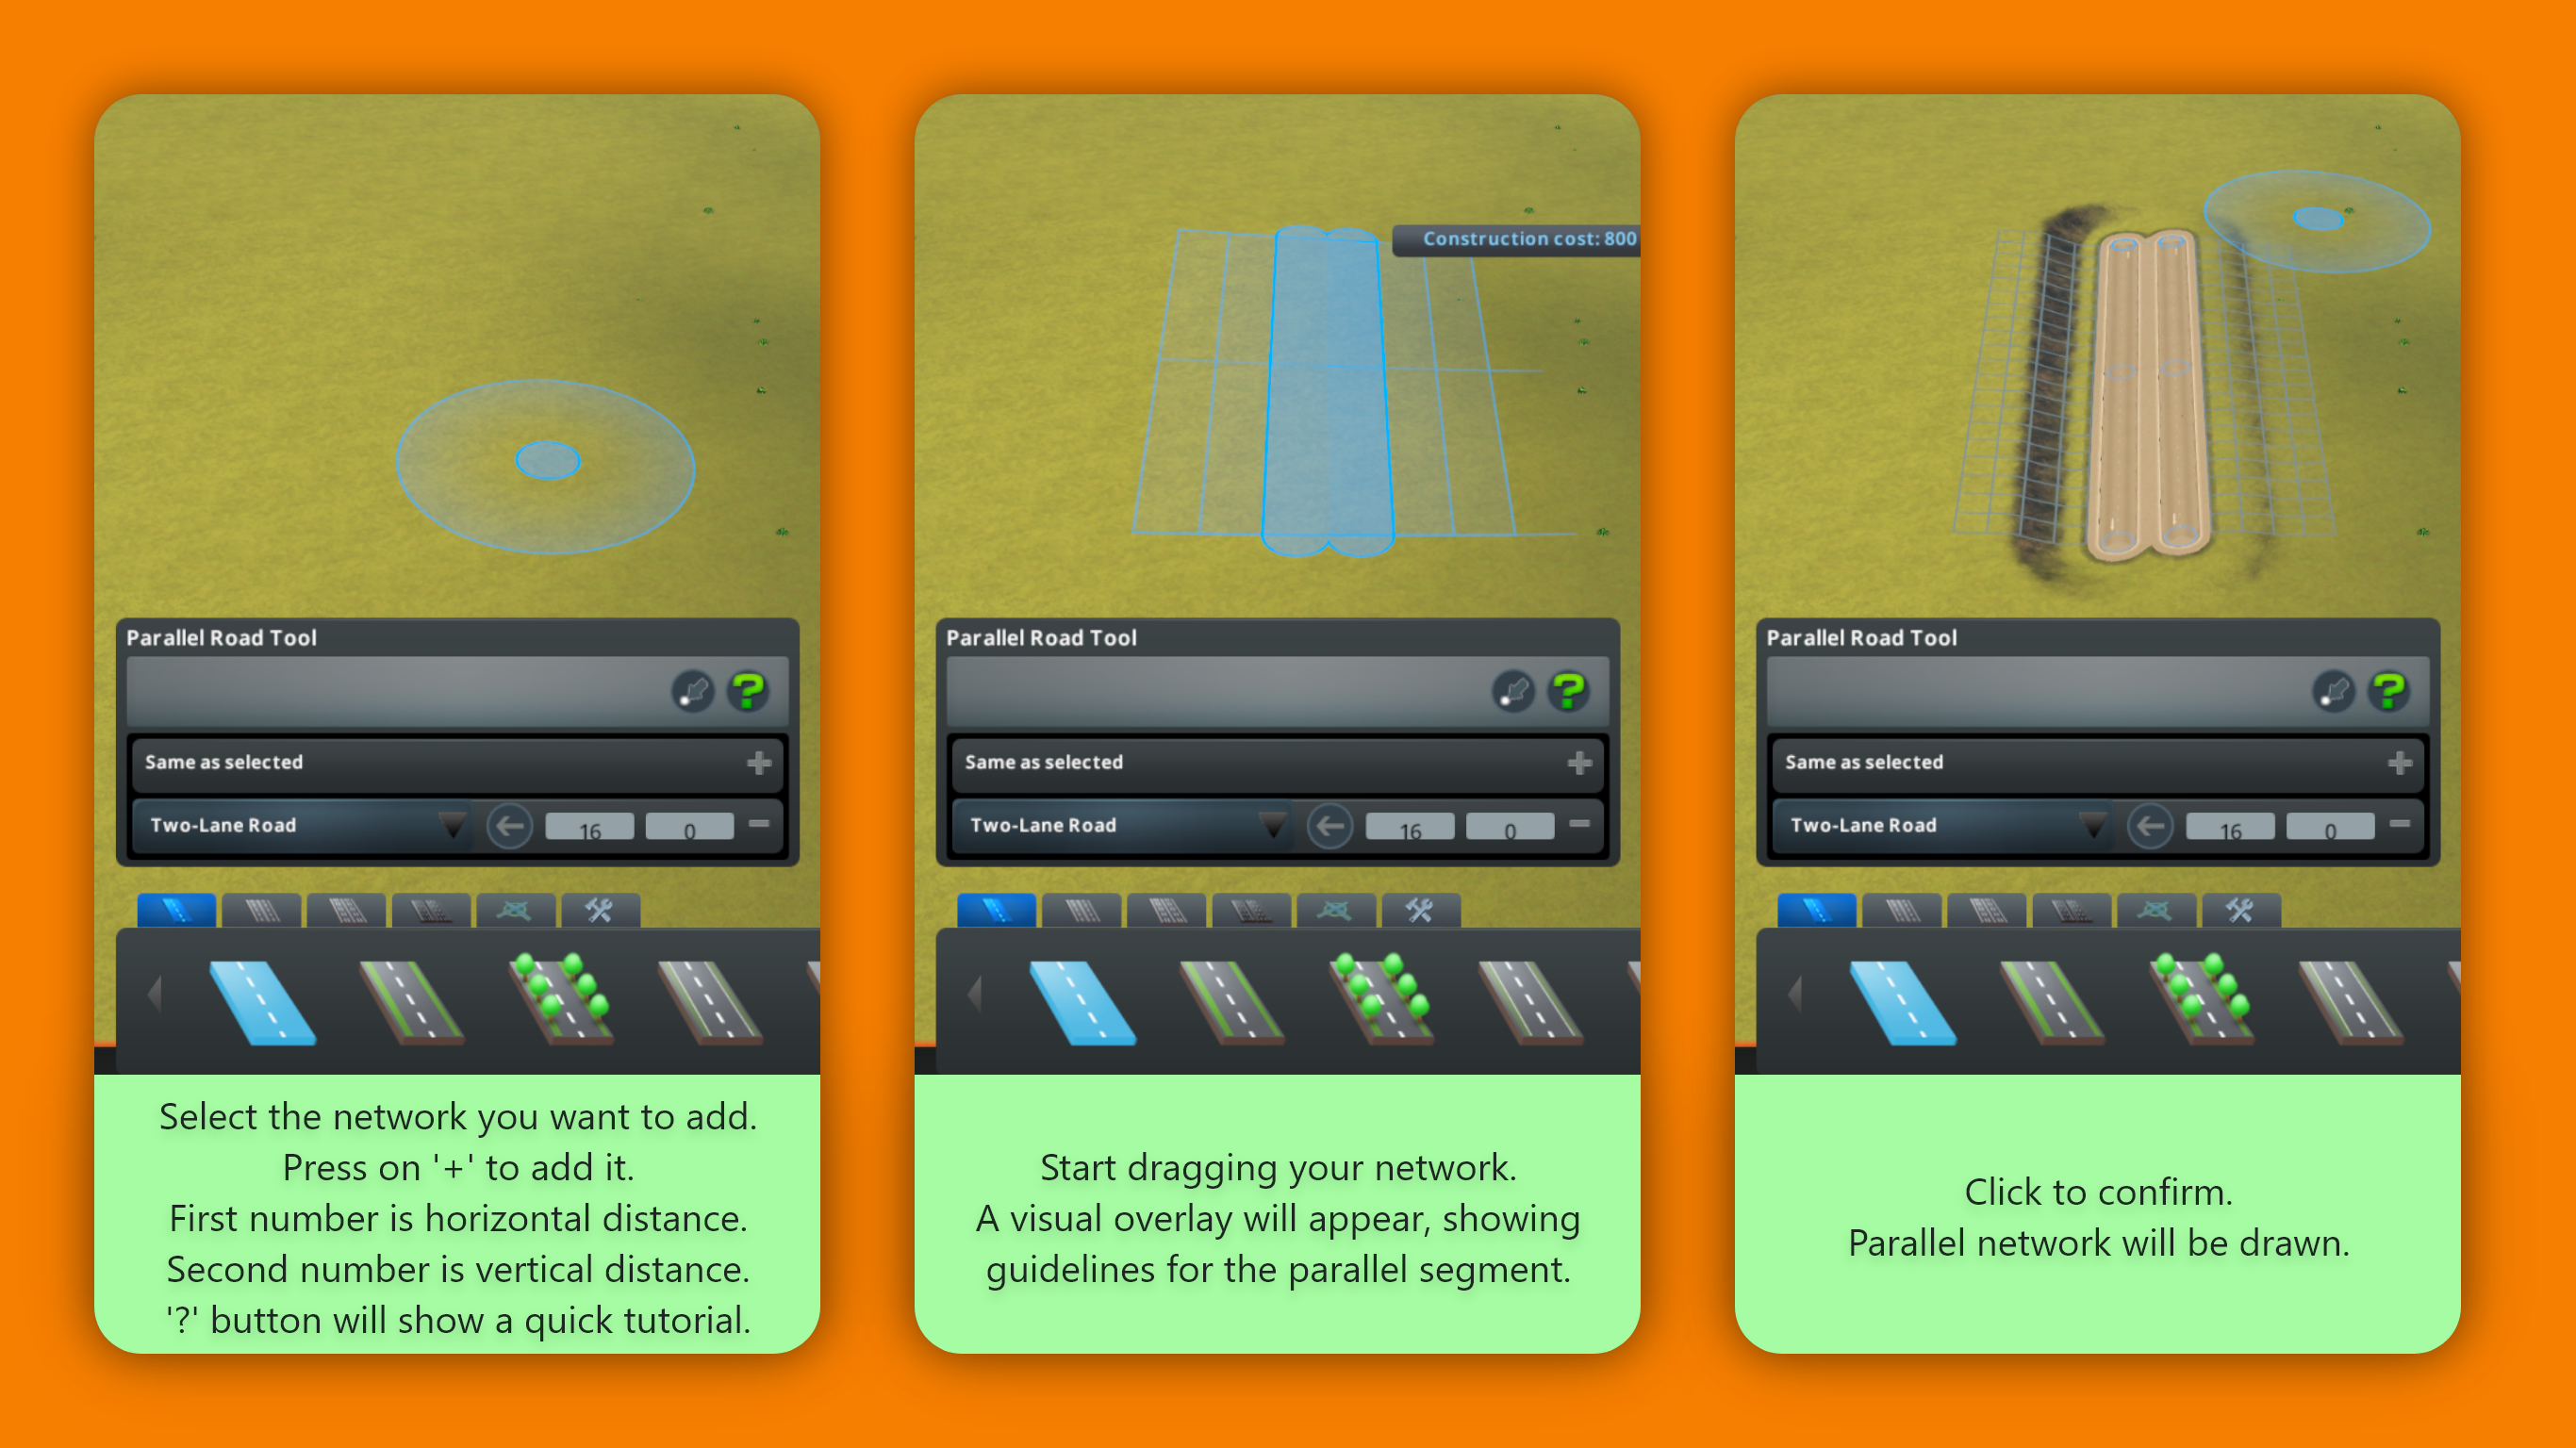 Parallel Road Tool
?
Same as selected
+
Two-Lane Road
16
0
Select the network you want to add.
Press on '+' to add it.
First number is horizontal distance.
Second number is vertical distance.
'?' button will show a quick tutorial.
Construction cost: 800
Parallel Road Tool
?
Same as selected
+
Two-Lane Road
16
0
Start dragging your network.
A visual overlay will appear, showing
guidelines for the parallel segment.
Parallel Road Tool
?
Same as selected
+
Two-Lane Road
16
0
Click to confirm.
Parallel network will be drawn.